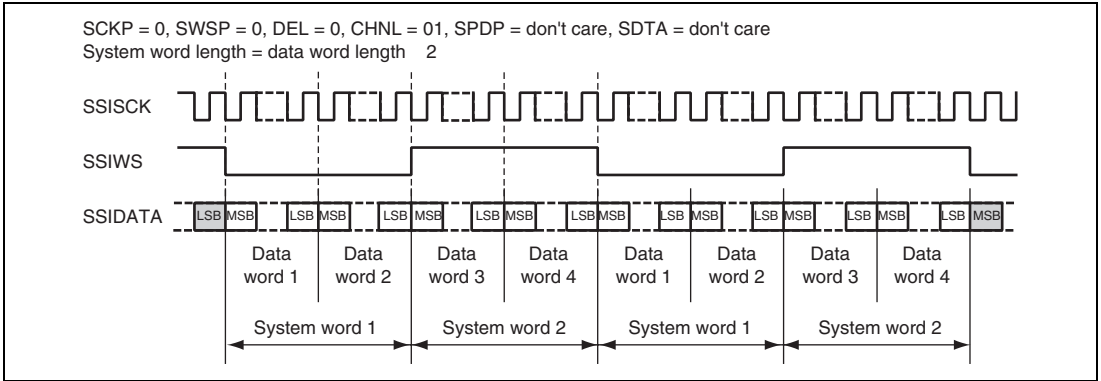 SCKP = 0, SWSP = 0, DEL = 0, CHNL = 01, SPDP = don't care, SDTA = don't care
System word length = data word length 2
SSISCK
SSIWS
SSIDATA LSB MSB LSB MSB LSB MSB LSB MSB LSB MSB LSB MSB LSB MSB LSB MSB LSB MSB
Data word 1 Data word 2 Data word 3 Data word 4 Data word 1 Data word 2 Data word 3 Data word 4
System word 1 System word 2 System word 1 System word 2